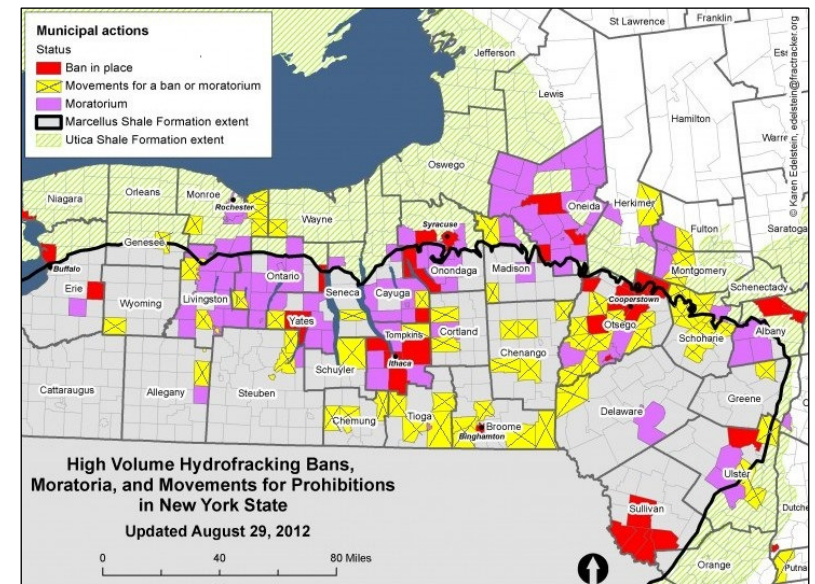 Municipal actions
Status
Ban in place
Movements for a ban or moratorium
Moratorium
Marcellus Shale Formation extent
Utica Shale Formation extent
St Lawrence
Franklin
Jefferson
Lewis
Hamilton
© Karen Edelstein, edelstein@fractracker.org
Oswego
Niagara
Orleans
Monroe
Rochester
Wayne
Oneida
Herkimer
Fulton
Saratoga
Syracuse
Genesee
Buffalo
Ontario
Onondaga
Madison
Montgomery
Schenectady
Erie
Wyoming
Livingston
Seneca
Cayuga
Cooperstown
Yates
Otsego
Albany
Tompkins
Cortland
Schoharie
Ithaca
Chenango
Schuyler
Cattaraugus
Allegany
Steuben
Greene
Delaware
Chemung
Tioga
Broome
Binghamton
Ulster
Sullivan
Dutche
Orange
Putna
High Volume Hydrofracking Bans,
Moratoria, and Movements for Prohibitions
in New York State
Updated August 29, 2012
0 40 80 Miles